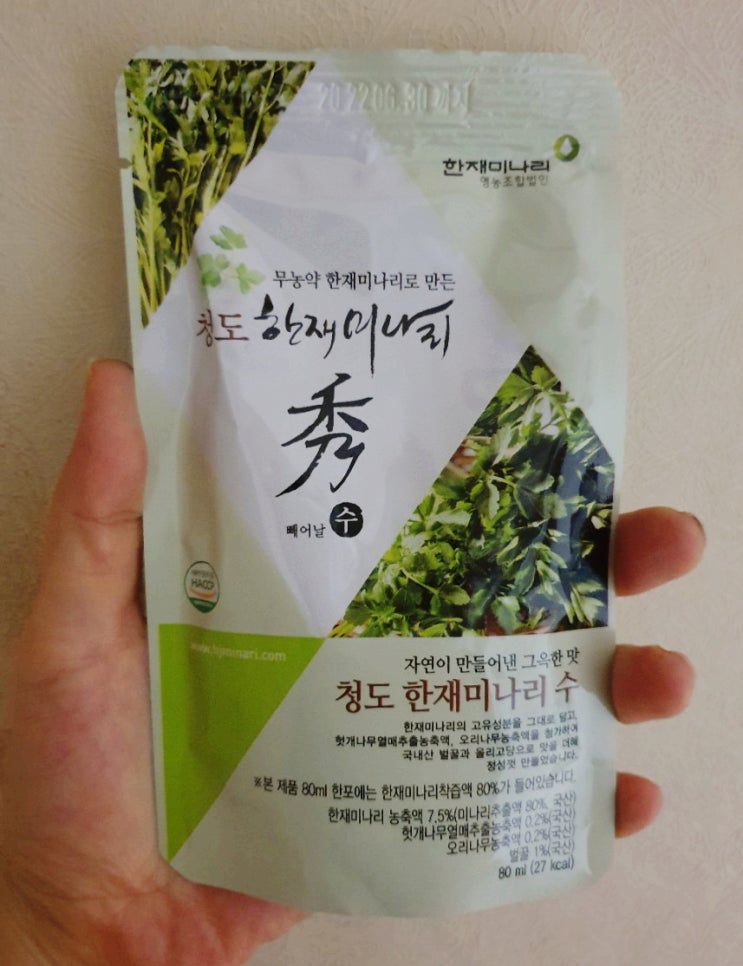 2022.06.30 까지
한재미나리
영농조합법인
무농약 한재미나리로 만든
청도 한재미나리
秀
빼어날 수
HACCP
www.hjminari.com
자연이 만들어낸 그윽한 맛
청도 한재미나리 수
한재미나리의 고유성분을 그대로 담고,
헛개나무열매추출농축액, 오리나무농축액을 첨가하여
국내산 벌꿀과 올리고당으로 맛을 더해
정성껏 만들었습니다.
※본 제품 80ml 한포에는 한재미나리착즙액 80%가 들어있습니다.
한재미나리 농축액 7.5%(미나리추출액 80%, 국산)
헛개나무열매추출농축액 0.2%(국산)
오리나무농축액 0.2%(국산)
벌꿀 1%(국산)
80 ml (27 kcal)